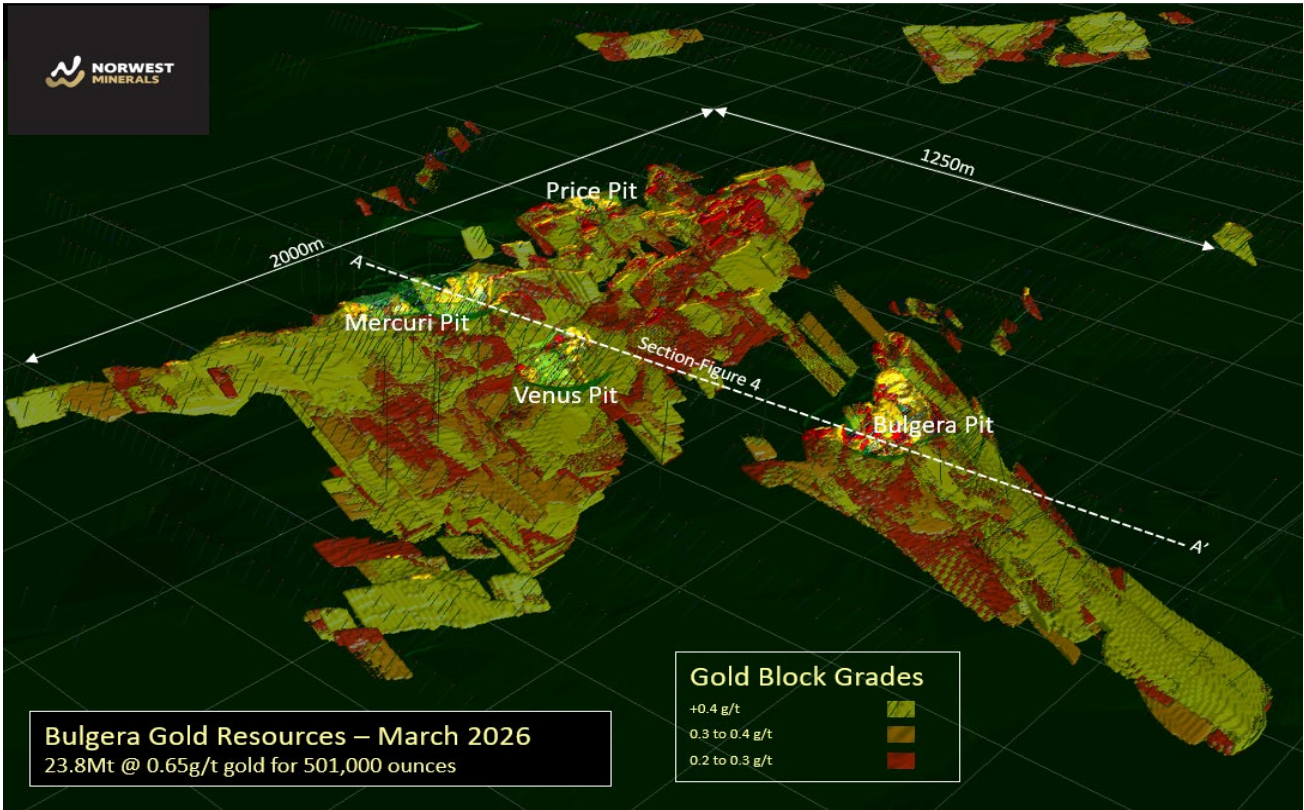 NORWEST
MINERALS
1250m
Price Pit
2000m
A
Mercuri Pit
Section-Figure 4
Venus Pit
Bulgera Pit
A'
Gold Block Grades
+0.4 g/t
0.3 to 0.4 g/t
0.2 to 0.3 g/t
Bulgera Gold Resources – March 2026
23.8Mt @ 0.65g/t gold for 501,000 ounces